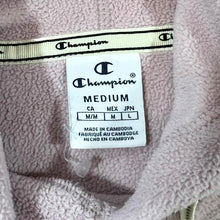 Champion
Champion
MEDIUM
CA MEX JPN
M/M M L
MADE IN CAMBODIA
FABRIQUÉ AU CAMBODGE
HECHO EN CAMBOYA